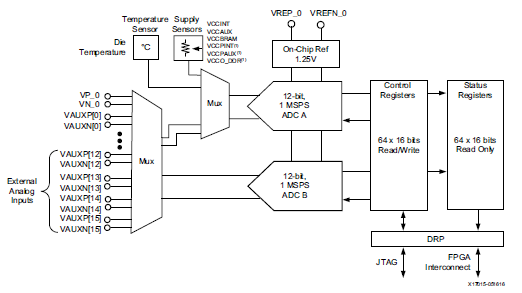 Temperature Sensor
Supply Sensors
VCCINT
VCCAUX
VCCBRAM
VCCPINT(1)
VCCPAUX(1)
VCCO_DDR(1)
VREP_0
VREFN_0
Die Temperature
°C
On-Chip Ref
1.25V
VP_0
VN_0
VAUXP[0]
VAUXN[0]
Mux
Mux
12-bit,
1 MSPS
ADC A
Control
Registers
Status
Registers
64 x 16 bits
Read/Write
64 x 16 bits
Read Only
External
Analog
Inputs
VAUXP[12]
VAUXN[12]
VAUXP[13]
VAUXN[13]
VAUXP[14]
VAUXN[14]
VAUXP[15]
VAUXN[15]
12-bit,
1 MSPS
ADC B
DRP
JTAG
FPGA
Interconnect